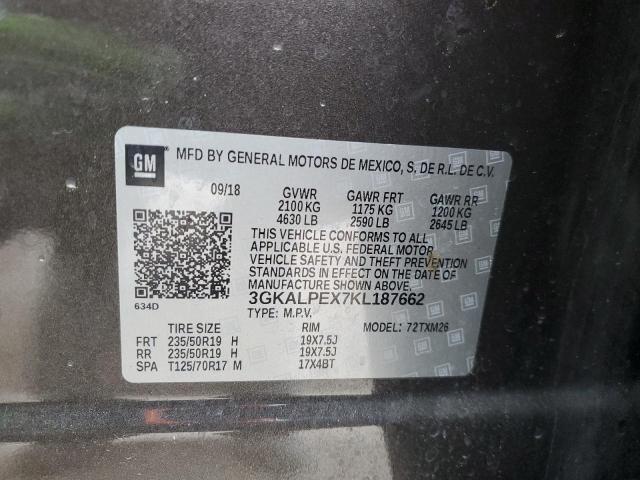 GM ® MFD BY GENERAL MOTORS DE MEXICO, S. DE R.L. DE C.V.
09/18 GVWR GAWR FRT GAWR RR
2100 KG 1175 KG 1200 KG
4630 LB 2590 LB 2645 LB
THIS VEHICLE CONFORMS TO ALL
APPLICABLE U.S. FEDERAL MOTOR
VEHICLE SAFETY AND THEFT PREVENTION
STANDARDS IN EFFECT ON THE DATE OF
MANUFACTURE SHOWN ABOVE.
3GKALPEX7KL187662
634D TYPE: M.P.V.
TIRE SIZE RIM MODEL: 72TXM26
FRT 235/50R19 H 19X7.5J
RR 235/50R19 H 19X7.5J
SPA T125/70R17 M 17X4BT